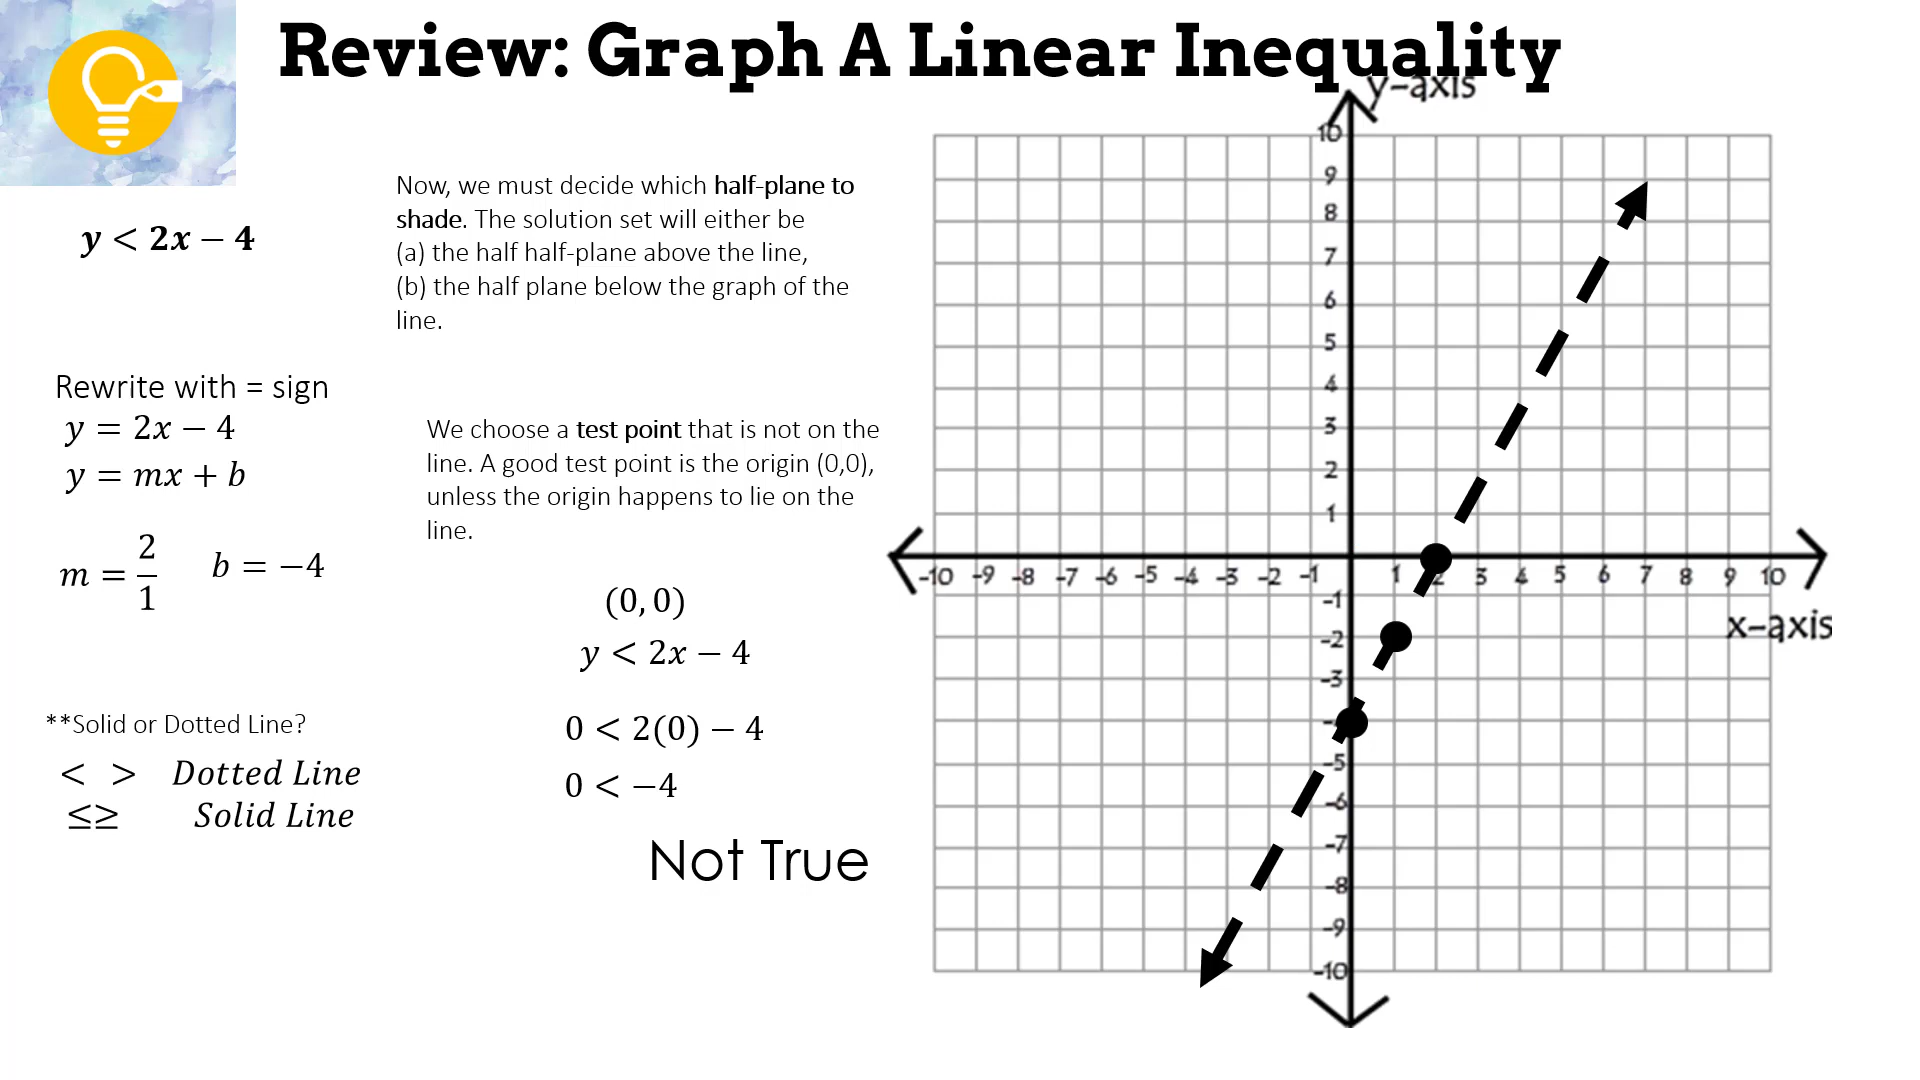 Review: Graph A Linear Inequality
y < 2x − 4
Now, we must decide which half-plane to
shade. The solution set will either be
(a) the half half-plane above the line,
(b) the half plane below the graph of the
line.
Rewrite with = sign
y = 2x − 4
y = mx + b
m = 2/1 b = −4
**Solid or Dotted Line?
< > Dotted Line
≤≥ Solid Line
We choose a test point that is not on the
line. A good test point is the origin (0,0),
unless the origin happens to lie on the
line.
(0, 0)
y < 2x − 4
0 < 2(0) − 4
0 < −4
Not True
y-axis
10
9
8
7
6
5
4
3
2
1
-10 -9 -8 -7 -6 -5 -4 -3 -2 -1 1 2 3 4 5 6 7 8 9 10
x-axis
-1
-2
-3
-5
-6
-7
-8
-9
-10